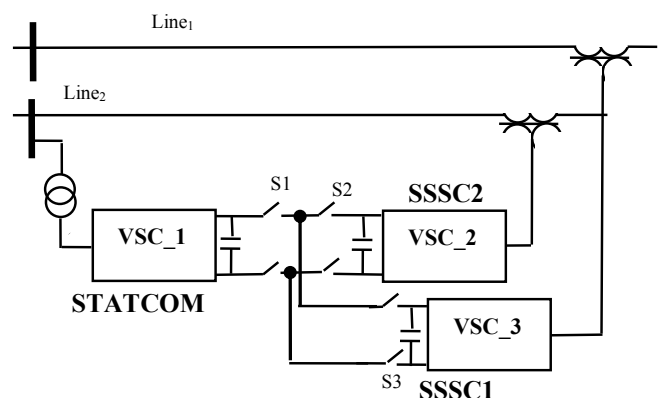 Line₁
Line₂
S1
S2
SSSC2
VSC_1
VSC_2
STATCOM
VSC_3
S3
SSSC1